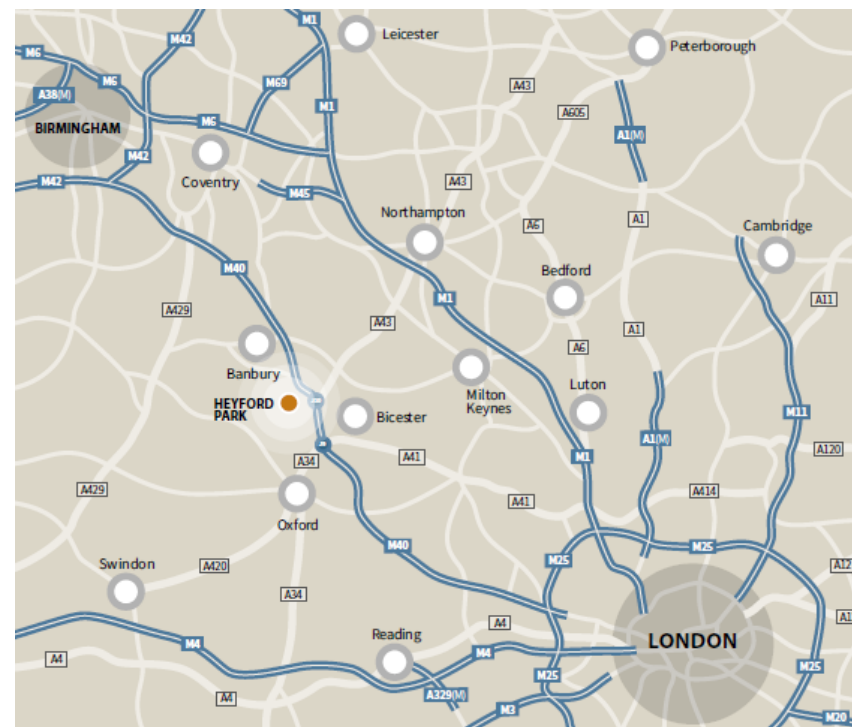 M1
Leicester
M42
Peterborough
M6
M6
M69
A43
A38(M)
M1
A605
BIRMINGHAM
M6
A1(M)
M42
Coventry
M42
A43
M45
Northampton
A6
A1
Cambridge
M40
Bedford
M1
A11
A429
A43
A1
A6
Banbury
Milton
Keynes
Luton
HEYFORD
PARK
Bicester
M11
A1(M)
A34
A41
M1
A120
A429
A41
A414
Oxford
M40
M25
M25
Swindon
A420
A34
A4
Reading
LONDON
M4
M4
A4
M25
M25
A4
A329(M)
M3
M20